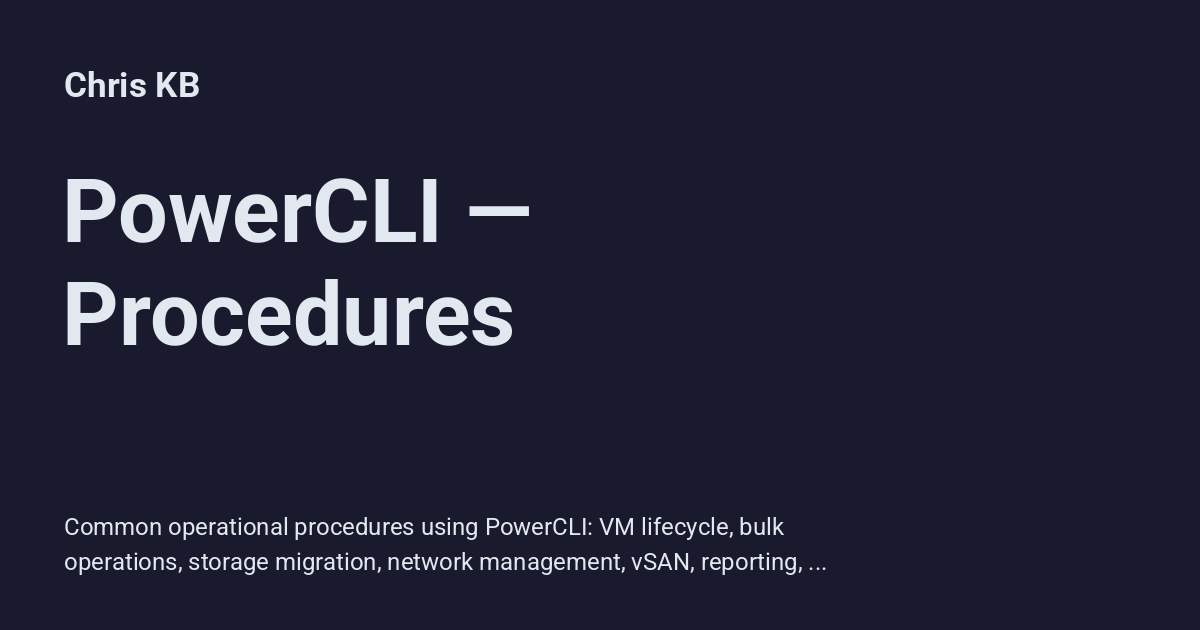 Chris KB
PowerCLI —
Procedures
Common operational procedures using PowerCLI: VM lifecycle, bulk
operations, storage migration, network management, vSAN, reporting, ...